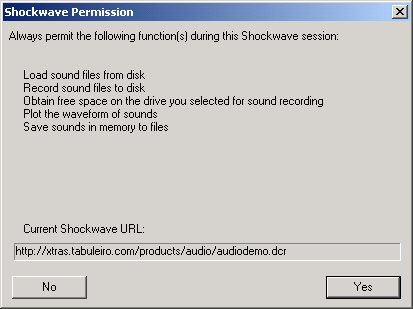 Shockwave Permission
Always permit the following function(s) during this Shockwave session:
Load sound files from disk
Record sound files to disk
Obtain free space on the drive you selected for sound recording
Plot the waveform of sounds
Save sounds in memory to files
Current Shockwave URL:
http://xtras.tabuleiro.com/products/audio/audiodemo.dcr
No
Yes